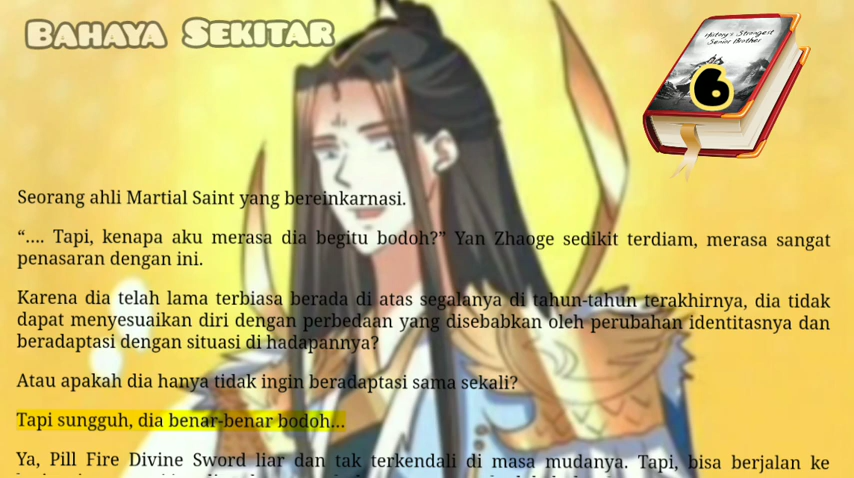 BAHAYA SEKITAR
History's Strongest
Senior Brother
6
Seorang ahli Martial Saint yang bereinkarnasi.
“.... Tapi, kenapa aku merasa dia begitu bodoh?” Yan Zhaoge sedikit terdiam, merasa sangat
penasaran dengan ini.
Karena dia telah lama terbiasa berada di atas segalanya di tahun-tahun terakhirnya, dia tidak
dapat menyesuaikan diri dengan perbedaan yang disebabkan oleh perubahan identitasnya dan
beradaptasi dengan situasi di hadapannya?
Atau apakah dia hanya tidak ingin beradaptasi sama sekali?
Tapi sungguh, dia benar-benar bodoh...
Ya, Pill Fire Divine Sword liar dan tak terkendali di masa mudanya. Tapi, bisa berjalan ke